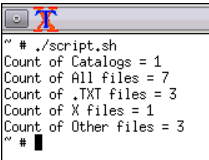 X
~ # ./script.sh
Count of Catalogs = 1
Count of All files = 7
Count of .TXT files = 3
Count of X files = 1
Count of Other files = 3
~ #